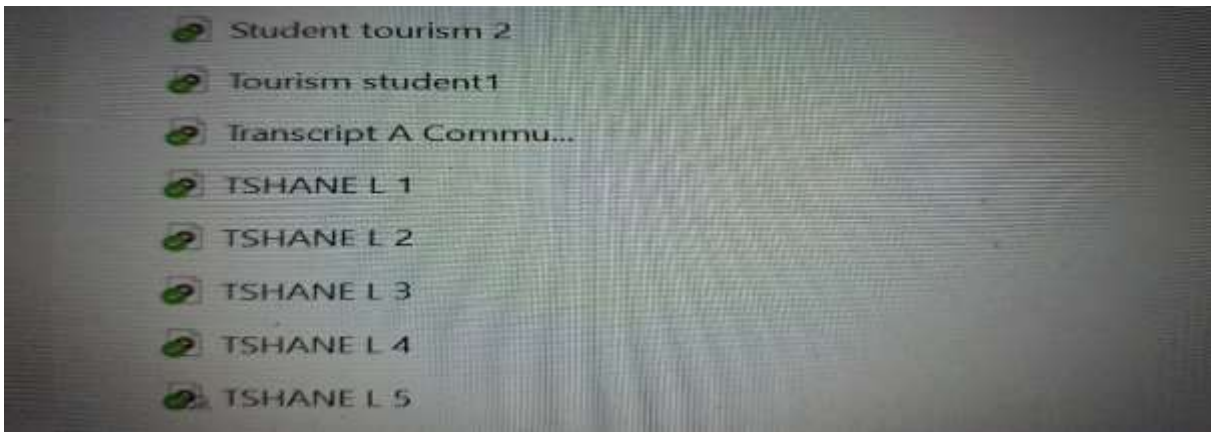 Student tourism 2
Tourism student1
Transcript A Commu...
TSHANE L 1
TSHANE L 2
TSHANE L 3
TSHANE L 4
TSHANE L 5